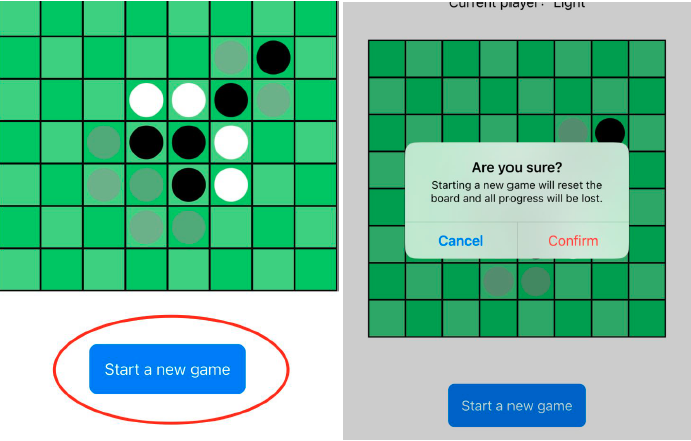 Start a new game
Current player: Light
Are you sure?
Starting a new game will reset the
board and all progress will be lost.
Cancel
Confirm
Start a new game